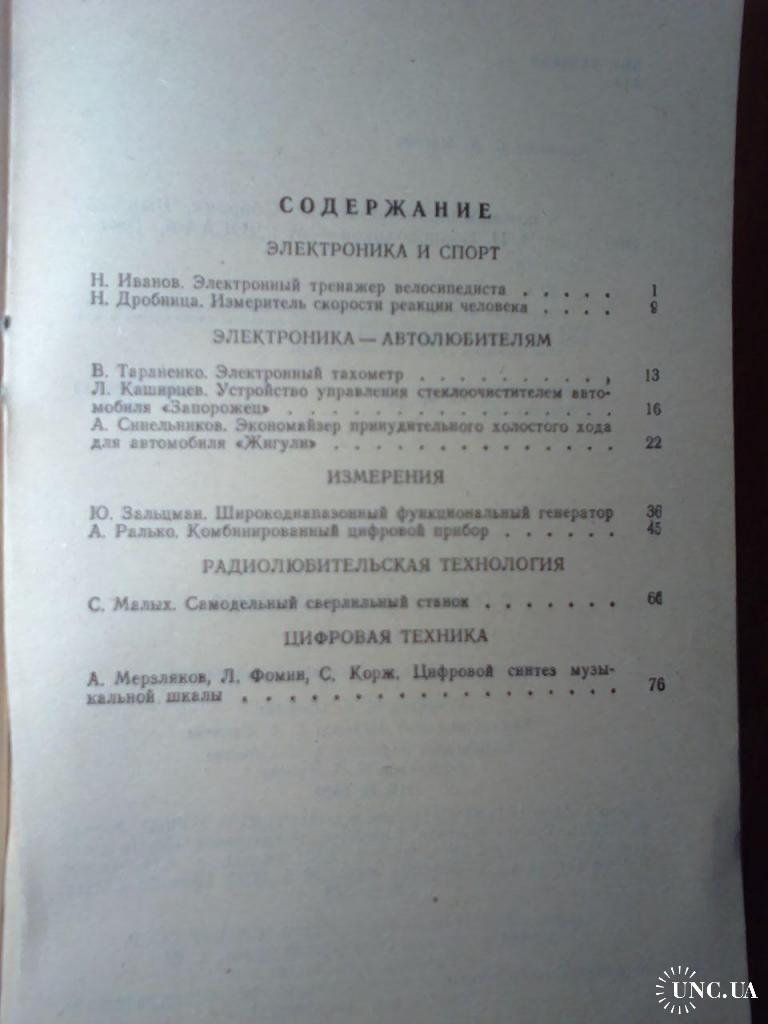 СОДЕРЖАНИЕ
ЭЛЕКТРОНИКА И СПОРТ
Н. Иванов. Электронный тренажер велосипедиста . . . . . 1
Н. Дробница. Измеритель скорости реакции человека . . . . 9
ЭЛЕКТРОНИКА — АВТОЛЮБИТЕЛЯМ
В. Тараненко. Электронный тахометр . . . . . . . . . , 13
Л. Каширцев. Устройство управления стеклоочистителем авто-
мобиля «Запорожец» . . . . . . . . . . . . . . . . 16
А. Синельников. Экономайзер принудительного холостого хода
для автомобиля «Жигули» . . . . . . . . . . . . . 22
ИЗМЕРЕНИЯ
Ю. Зальцман. Широкодиапазонный функциональный генератор 36
А. Ралько. Комбинированный цифровой прибор . . . . . . 45
РАДИОЛЮБИТЕЛЬСКАЯ ТЕХНОЛОГИЯ
С. Малых. Самодельный сверлильный станок . . . . . . .
ЦИФРОВАЯ ТЕХНИКА
А. Мерзляков, Л. Фомин, С. Корж. Цифровой синтез музы-
кальной шкалы . . . . . . . . . . . . . . . . . . 76
UNC.UA